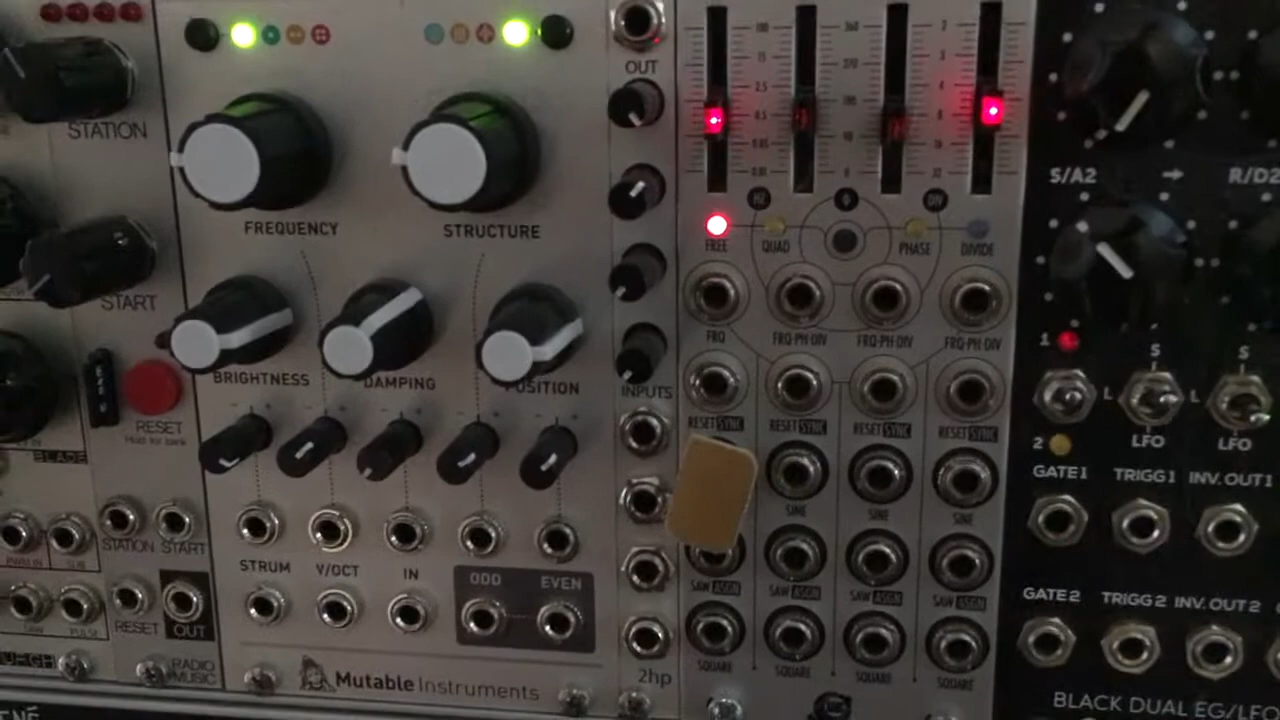 STATION
START
RESET
STATION START
RESET
OUT
RADIO
MUSIC
FREQUENCY
STRUCTURE
BRIGHTNESS
DAMPING
POSITION
STRUM
V/OCT
IN
ODD
EVEN
Mutable Instruments
OUT
INPUTS
2hp
HZ
DIV
FREE
QUAD
PHASE
DIVIDE
FRQ
FRQ·PH·DIV
FRQ·PH·DIV
FRQ·PH·DIV
RESET SYNC
RESET SYNC
RESET SYNC
RESET SYNC
SINE
SINE
SINE
SAW ASGN
SAW ASGN
SAW ASGN
SAW ASGN
SQUARE
SQUARE
SQUARE
SQUARE
S/A2
R/D2
1
S
S
L
L
2
LFO
LFO
GATE1
TRIGG1
INV. OUT1
GATE2
TRIGG2
INV. OUT2
BLACK DUAL EG/LFO